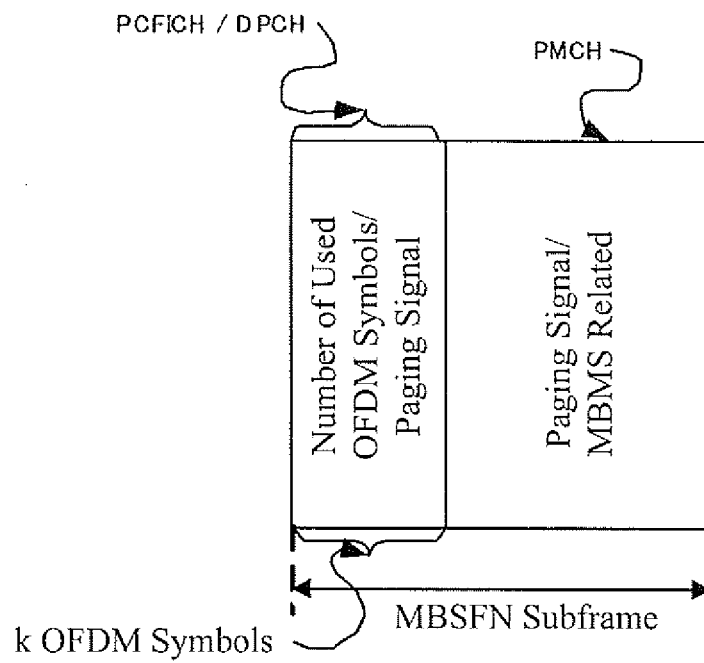 PCFICH / DPCH
PMCH
Number of Used
OFDM Symbols/
Paging Signal
Paging Signal/
MBMS Related
MBSFN Subframe
k OFDM Symbols